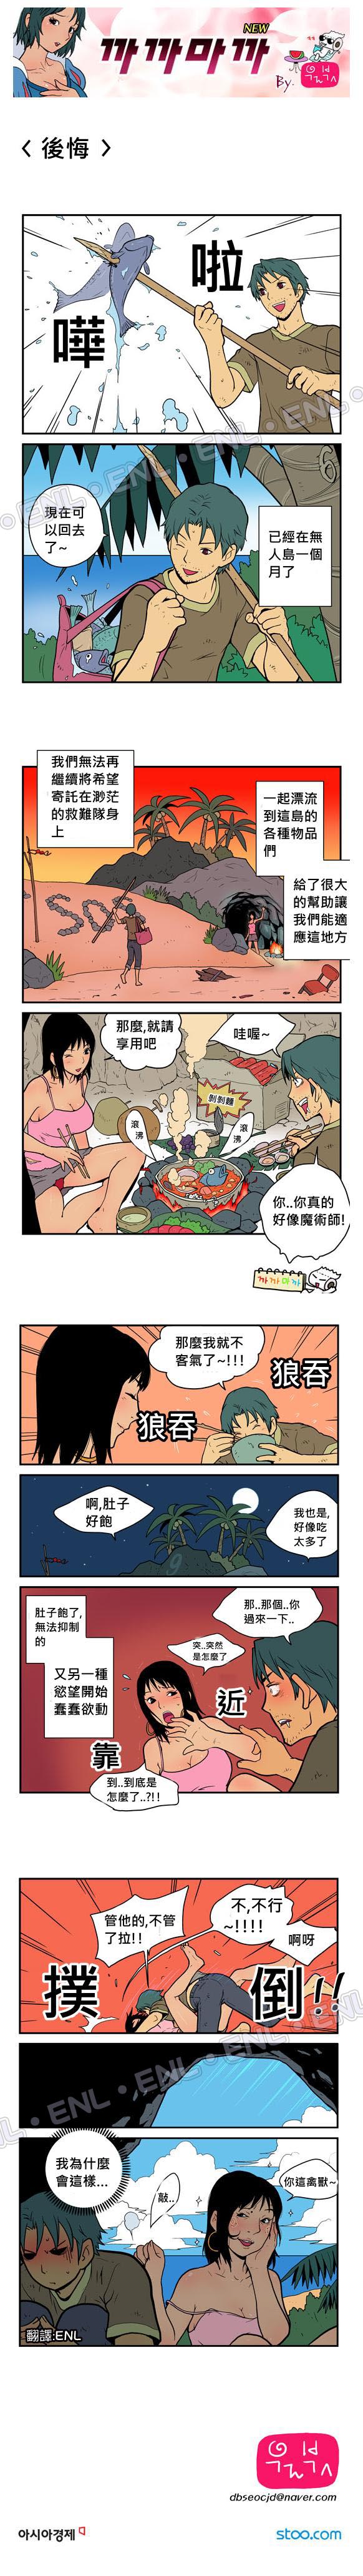 NEW
까까마까
By.
< 後悔 >
啦
嘩
現在可
以回去
了~
已經在無
人島一個
月了
我們無法再
繼續將希望
寄託在渺茫
的救難隊身
上
一起漂流
到這島的
各種物品
們
給了很大
的幫助讓
我們能適
應這地方
SOS
那麼,就請
享用吧
哇喔~
剝剝麵
滾
沸
滾
沸
你..你真的
好像魔術師!
까까마까
那麼我就不
客氣了~!!!
狼吞
狼吞
啊,肚子
好飽
我也是,
好像吃
太多了
肚子飽了,
無法抑制
的
又另一種
慾望開始
蠢蠢欲動
那..那個..你
過來一下..
突..突然
是怎麼了
靠
近
到..到底是
怎麼了..?!!
管他的,不管
了拉!!
不,不行
~!!!!
啊呀
撲
倒!!
我為什麼
會這樣...
敲..
你這禽獸~
翻譯:ENL
dbseocjd@naver.com
아시아경제
stoo.com